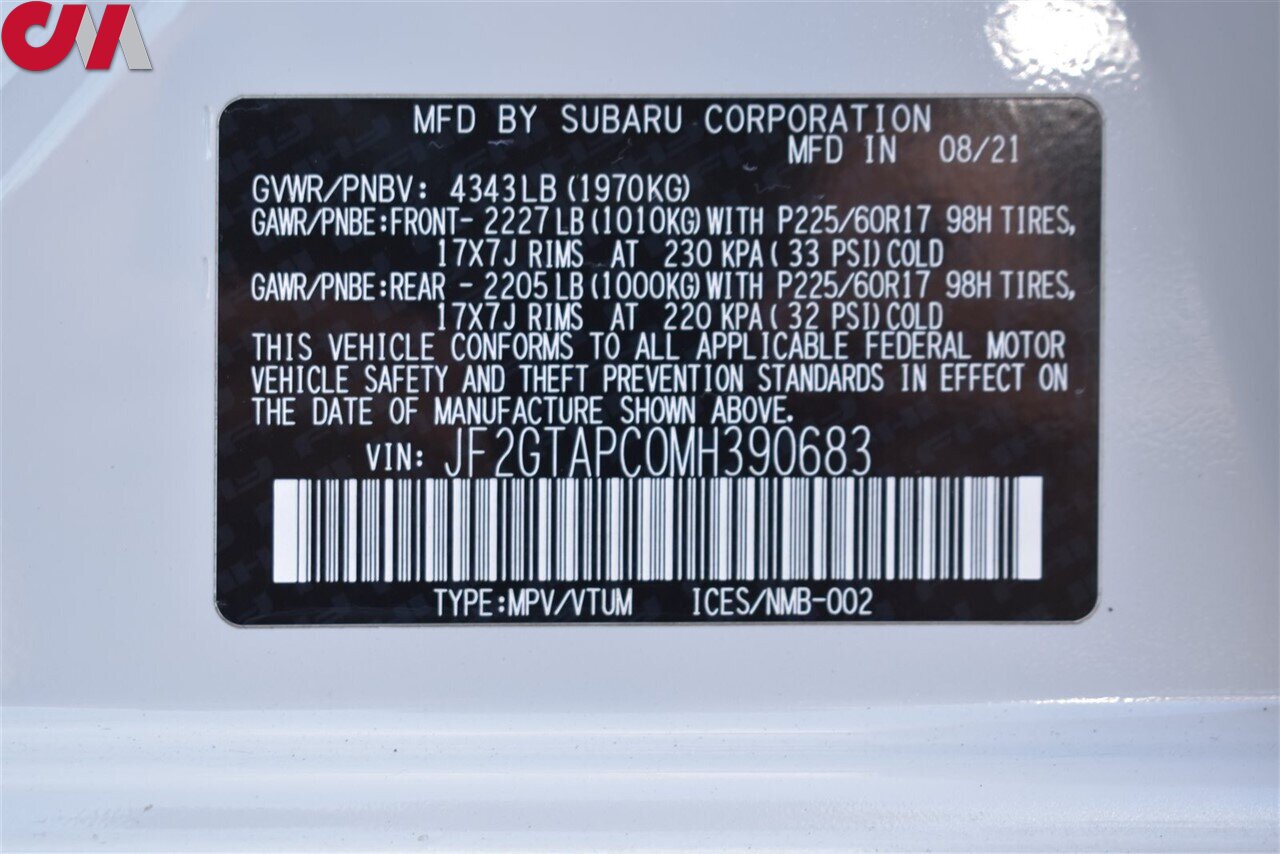 MFD BY SUBARU CORPORATION
MFD IN 08/21
GVWR/PNBV: 4343LB (1970KG)
GAWR/PNBE:FRONT- 2227 LB (1010KG) WITH P225/60R17 98H TIRES,
17X7J RIMS AT 230 KPA ( 33 PSI) COLD
GAWR/PNBE:REAR - 2205 LB (1000KG) WITH P225/60R17 98H TIRES,
17X7J RIMS AT 220 KPA ( 32 PSI) COLD
THIS VEHICLE CONFORMS TO ALL APPLICABLE FEDERAL MOTOR
VEHICLE SAFETY AND THEFT PREVENTION STANDARDS IN EFFECT ON
THE DATE OF MANUFACTURE SHOWN ABOVE.
VIN: JF2GTAPC0MH390683
TYPE:MPV/VTUM ICES/NMB-002